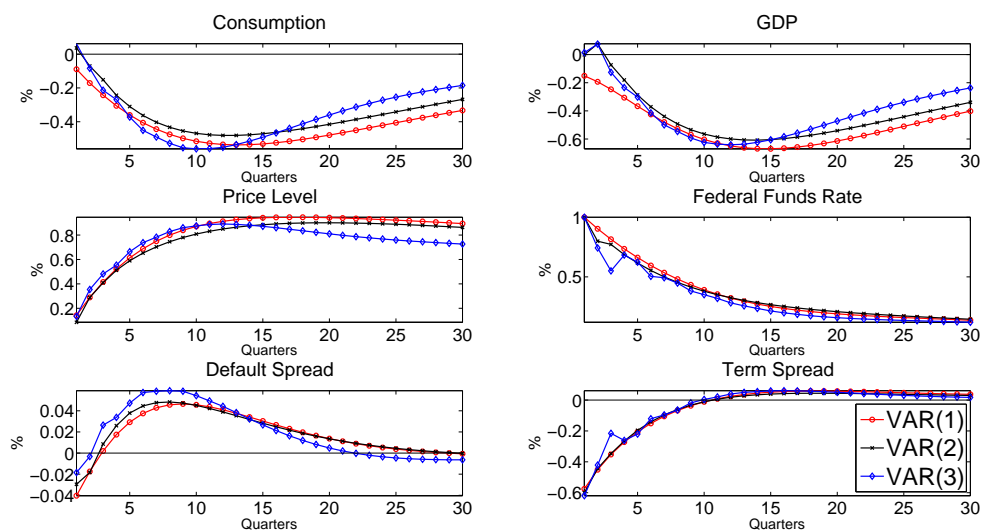 Consumption
GDP
0
−0.2
−0.4
%
5 10 15 20 25 30
Quarters
0
−0.2
−0.4
−0.6
%
5 10 15 20 25 30
Quarters
Price Level
Federal Funds Rate
0.8
0.6
0.4
0.2
%
5 10 15 20 25 30
Quarters
1
0.5
%
5 10 15 20 25 30
Quarters
Default Spread
Term Spread
0.04
0.02
0
−0.02
−0.04
%
5 10 15 20 25 30
Quarters
0
−0.2
−0.4
−0.6
%
5 10 15 20 25 30
Quarters
VAR(1)
VAR(2)
VAR(3)